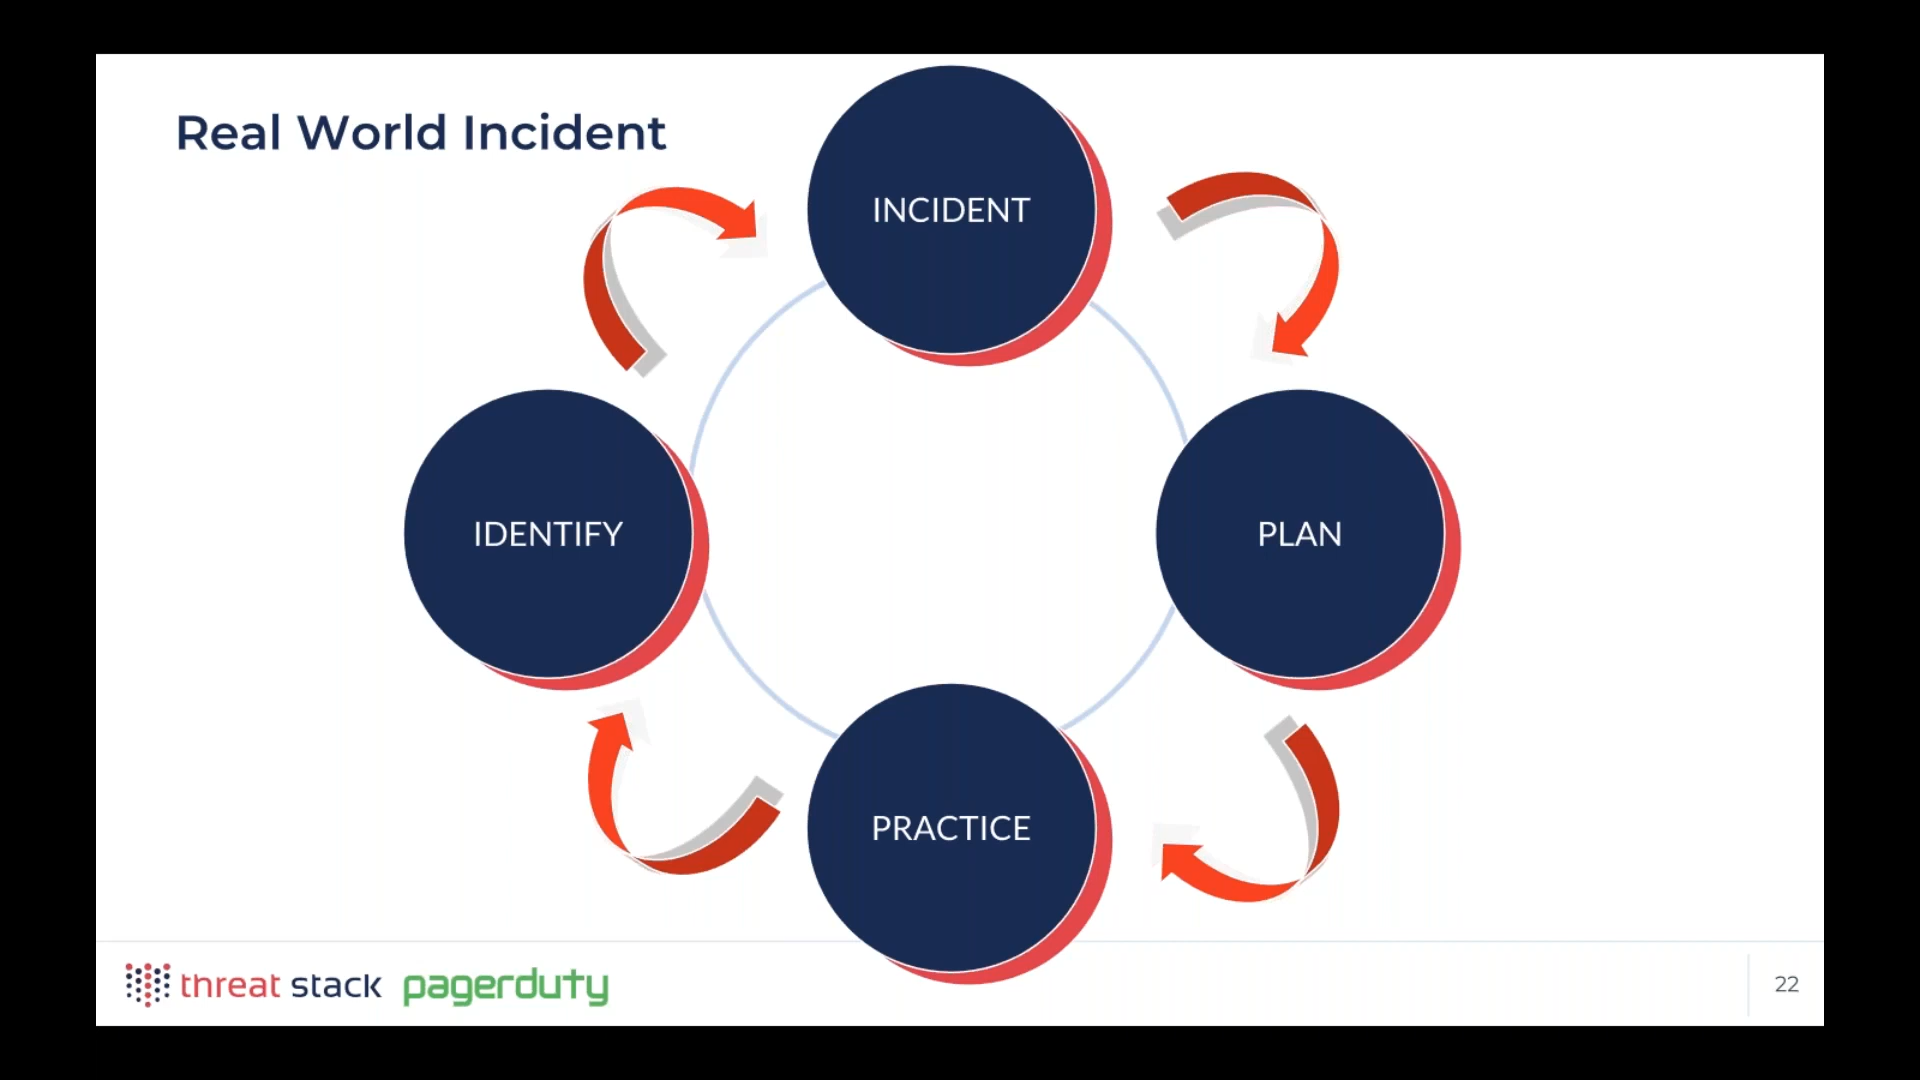 Real World Incident
INCIDENT
IDENTIFY
PLAN
PRACTICE
threat stack pagerduty
22